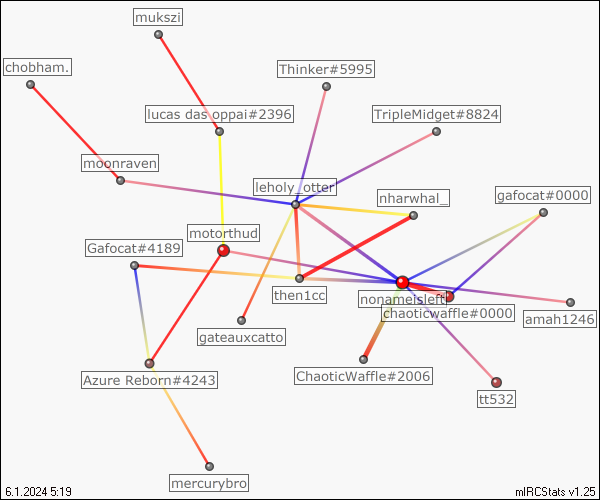 mukszi
chobham.
Thinker#5995
lucas das oppai#2396
TripleMidget#8824
moonraven
leholy_otter
nharwhal_
gafocat#0000
motorthud
Gafocat#4189
then1cc
nonameisleft
chaoticwaffle#0000
amah1246
gateauxcatto
ChaoticWaffle#2006
Azure Reborn#4243
tt532
mercurybro
6.1.2024 5:19
mIRCStats v1.25